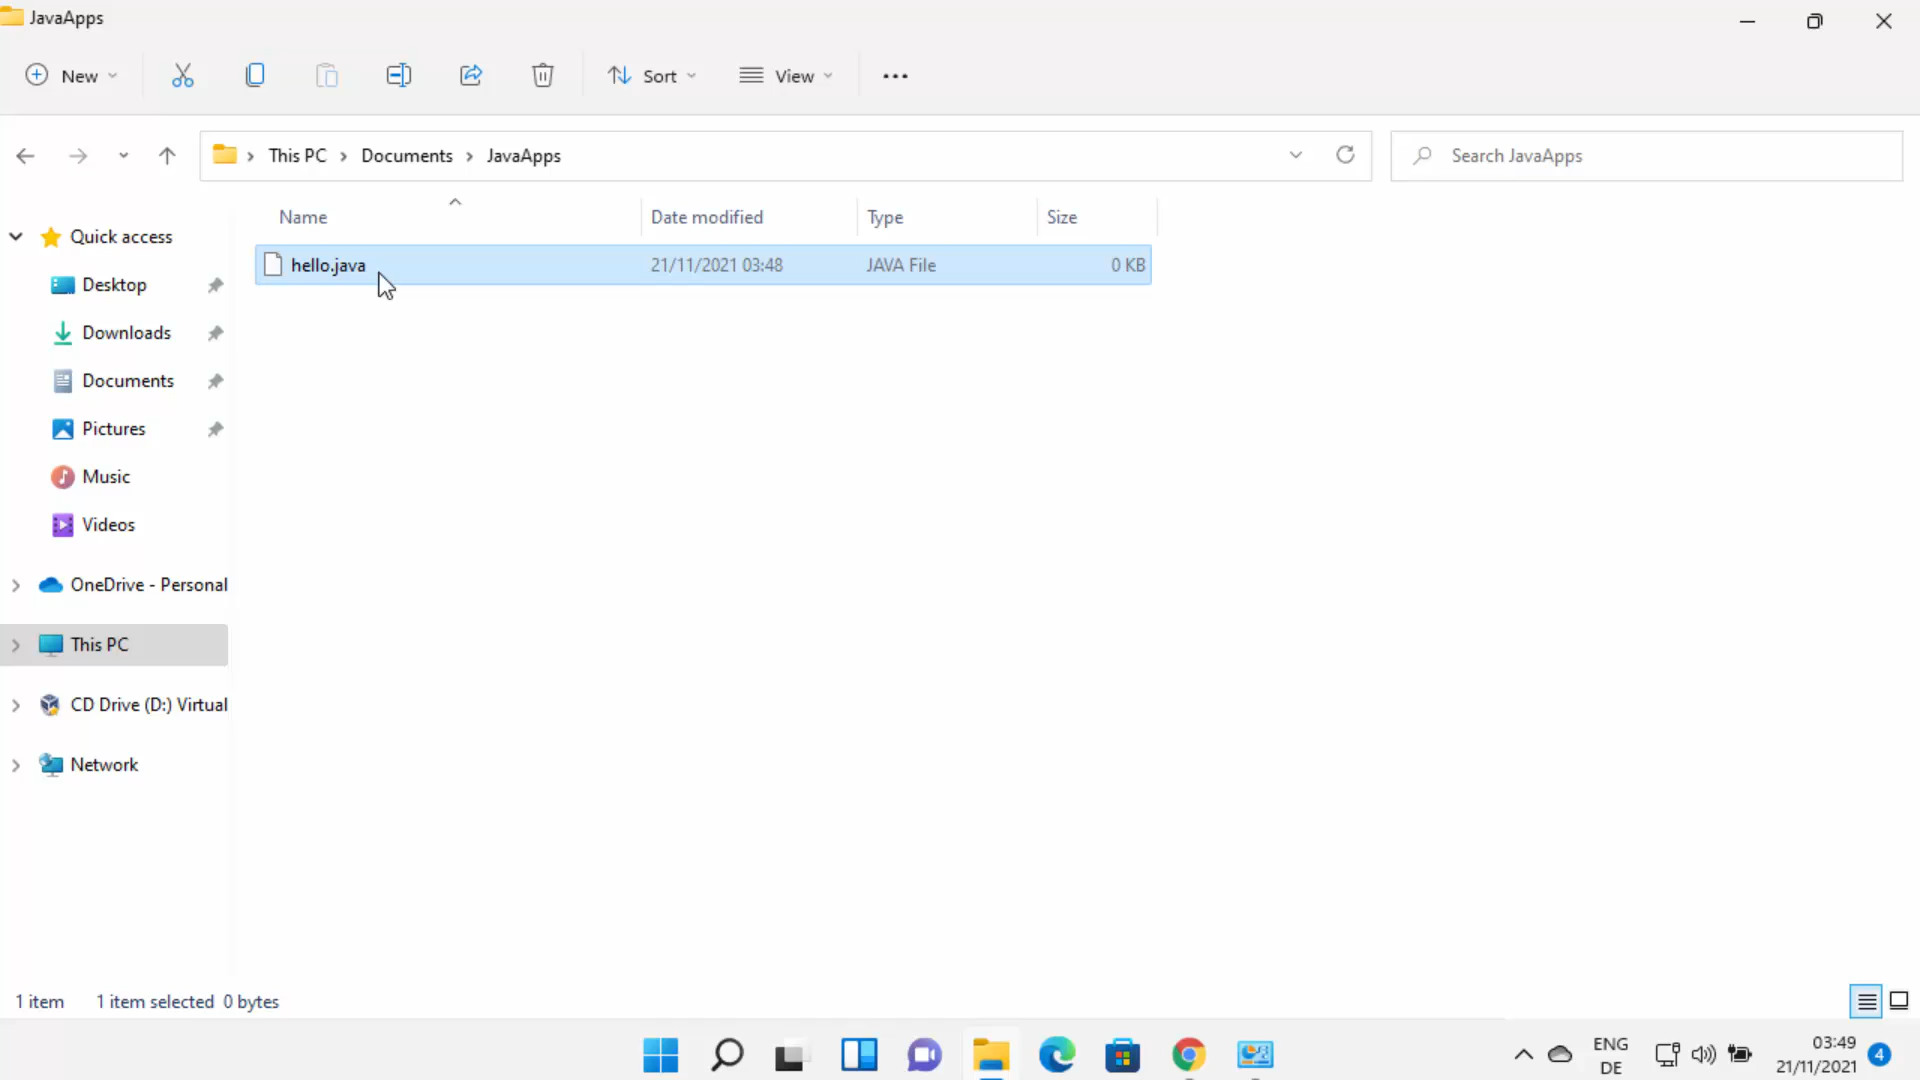 JavaApps
New
Sort
View
This PC
Documents
JavaApps
Search JavaApps
Name
Date modified
Type
Size
hello.java
21/11/2021 03:48
JAVA File
0 KB
Quick access
Desktop
Downloads
Documents
Pictures
Music
Videos
OneDrive - Personal
This PC
CD Drive (D:) Virtual
Network
1 item
1 item selected 0 bytes
ENG
DE
03:49
21/11/2021
4